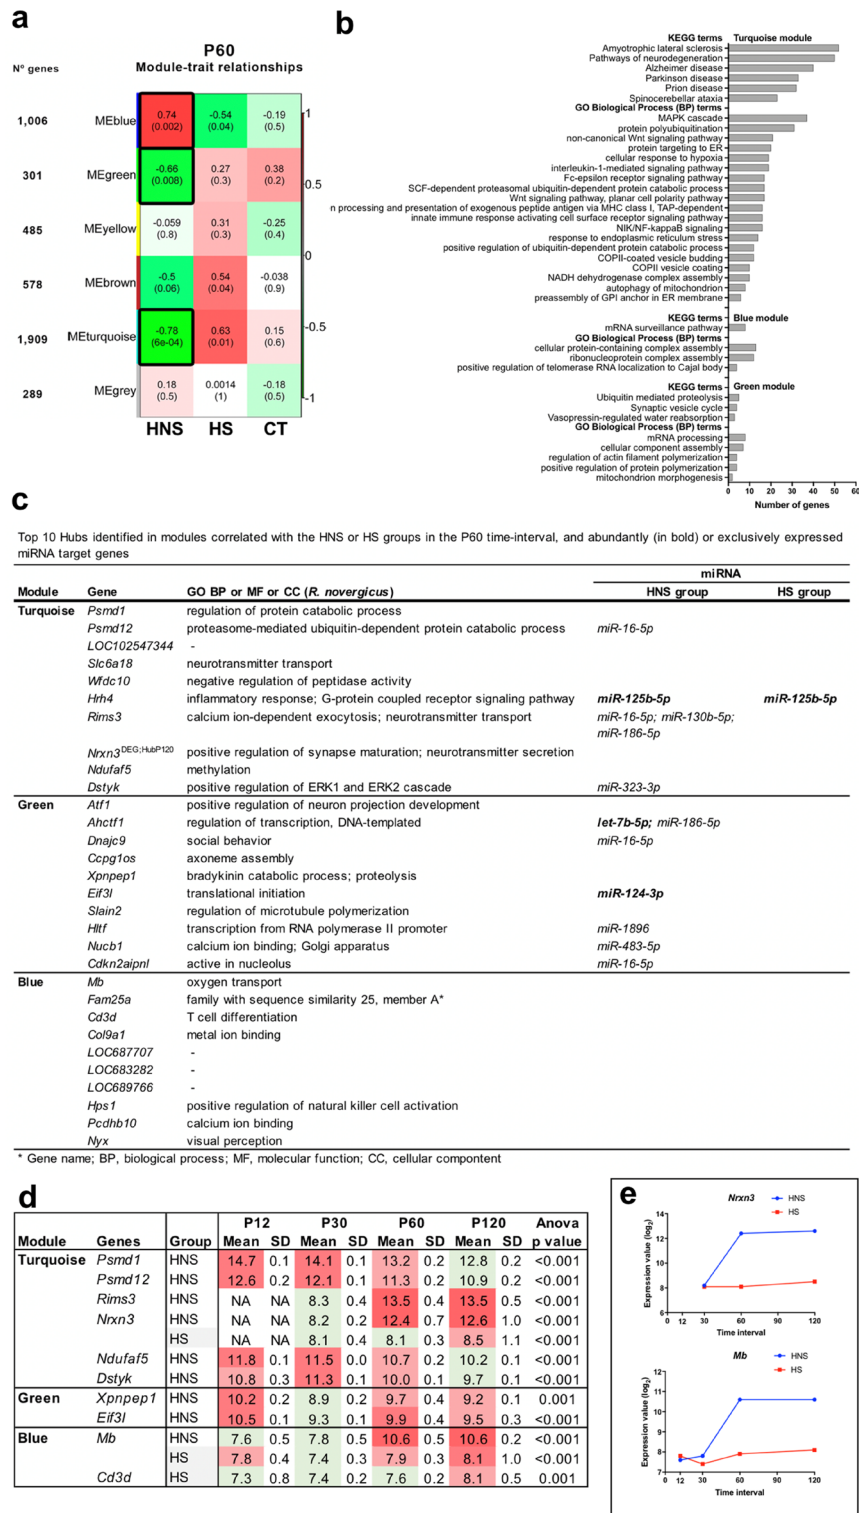 a
P60
Module-trait relationships
Nº genes
1,006 MEblue 0.74 (0.002) -0.54 (0.04) -0.19 (0.5)
301 MEgreen -0.66 (0.008) 0.27 (0.3) 0.38 (0.2)
485 MEyellow -0.059 (0.8) 0.31 (0.3) -0.25 (0.4)
578 MEbrown -0.5 (0.06) 0.54 (0.04) -0.038 (0.9)
1,909 MEturquoise -0.78 (6e-04) 0.63 (0.01) 0.15 (0.6)
289 MEgrey 0.18 (0.5) 0.0014 (1) -0.18 (0.5)
HNS HS CT
1
0.5
0
-0.5
-1
b
KEGG terms Turquoise module
Amyotrophic lateral sclerosis
Pathways of neurodegeneration
Alzheimer disease
Parkinson disease
Prion disease
Spinocerebellar ataxia
GO Biological Process (BP) terms
MAPK cascade
protein polyubiquitination
non-canonical Wnt signaling pathway
protein targeting to ER
cellular response to hypoxia
interleukin-1-mediated signaling pathway
Fc-epsilon receptor signaling pathway
SCF-dependent proteasomal ubiquitin-dependent protein catabolic process
Wnt signaling pathway, planar cell polarity pathway
n processing and presentation of exogenous peptide antigen via MHC class I, TAP-dependent
innate immune response activating cell surface receptor signaling pathway
NIK/NF-kappaB signaling
response to endoplasmic reticulum stress
positive regulation of ubiquitin-dependent protein catabolic process
COPII-coated vesicle budding
COPII vesicle coating
NADH dehydrogenase complex assembly
autophagy of mitochondrion
preassembly of GPI anchor in ER membrane
KEGG terms Blue module
mRNA surveillance pathway
GO Biological Process (BP) terms
cellular protein-containing complex assembly
ribonucleoprotein complex assembly
positive regulation of telomerase RNA localization to Cajal body
KEGG terms Green module
Ubiquitin mediated proteolysis
Synaptic vesicle cycle
Vasopressin-regulated water reabsorption
GO Biological Process (BP) terms
mRNA processing
cellular component assembly
regulation of actin filament polymerization
positive regulation of protein polymerization
mitochondrion morphogenesis
0 10 20 30 40 50 60
Number of genes
c
Top 10 Hubs identified in modules correlated with the HNS or HS groups in the P60 time-interval, and abundantly (in bold) or exclusively expressed
miRNA target genes
miRNA
Module Gene GO BP or MF or CC (R. novergicus) HNS group HS group
Turquoise Psmd1 regulation of protein catabolic process
Psmd12 proteasome-mediated ubiquitin-dependent protein catabolic process miR-16-5p
LOC102547344 -
Slc6a18 neurotransmitter transport
Wfdc10 negative regulation of peptidase activity
Hrh4 inflammatory response; G-protein coupled receptor signaling pathway miR-125b-5p miR-125b-5p
Rims3 calcium ion-dependent exocytosis; neurotransmitter transport miR-16-5p; miR-130b-5p;
miR-186-5p
Nrxn3DEG;HubP120 positive regulation of synapse maturation; neurotransmitter secretion
Ndufaf5 methylation
Dstyk positive regulation of ERK1 and ERK2 cascade miR-323-3p
Green Atf1 positive regulation of neuron projection development
Ahctf1 regulation of transcription, DNA-templated let-7b-5p; miR-186-5p
Dnajc9 social behavior miR-16-5p
Ccpg1os axoneme assembly
Xpnpep1 bradykinin catabolic process; proteolysis
Eif3l translational initiation miR-124-3p
Slain2 regulation of microtubule polymerization
Hltf transcription from RNA polymerase II promoter miR-1896
Nucb1 calcium ion binding; Golgi apparatus miR-483-5p
Cdkn2aipnl active in nucleolus miR-16-5p
Blue Mb oxygen transport
Fam25a family with sequence similarity 25, member A*
Cd3d T cell differentiation
Col9a1 metal ion binding
LOC687707 -
LOC683282 -
LOC689766 -
Hps1 positive regulation of natural killer cell activation
Pcdhb10 calcium ion binding
Nyx visual perception
* Gene name; BP, biological process; MF, molecular function; CC, cellular compontent
d
P12 P30 P60 P120 Anova
Module Genes Group Mean SD Mean SD Mean SD Mean SD p value
Turquoise Psmd1 HNS 14.7 0.1 14.1 0.1 13.2 0.2 12.8 0.2 <0.001
Psmd12 HNS 12.6 0.2 12.1 0.1 11.3 0.2 10.9 0.2 <0.001
Rims3 HNS NA NA 8.3 0.4 13.5 0.4 13.5 0.5 <0.001
Nrxn3 HNS NA NA 8.2 0.2 12.4 0.7 12.6 1.0 <0.001
HS NA NA 8.1 0.4 8.1 0.3 8.5 1.1 <0.001
Ndufaf5 HNS 11.8 0.1 11.5 0.0 10.7 0.2 10.2 0.1 <0.001
Dstyk HNS 10.8 0.3 11.3 0.1 10.0 0.1 9.7 0.1 <0.001
Green Xpnpep1 HNS 10.2 0.2 8.9 0.2 9.7 0.4 9.2 0.1 0.001
Eif3l HNS 10.5 0.1 9.3 0.1 9.9 0.4 9.5 0.3 <0.001
Blue Mb HNS 7.6 0.5 7.8 0.5 10.6 0.5 10.6 0.2 <0.001
HS 7.8 0.4 7.4 0.3 7.9 0.3 8.1 1.0 <0.001
Cd3d HS 7.3 0.8 7.4 0.2 7.6 0.2 8.1 0.5 0.001
e
Nrxn3
HNS
HS
Expression value (log2)
14
12
10
8
6
0 12 30 60 120
Time interval
Mb
HNS
HS
Expression value (log2)
12
11
10
9
8
7
0 12 30 60 120
Time interval